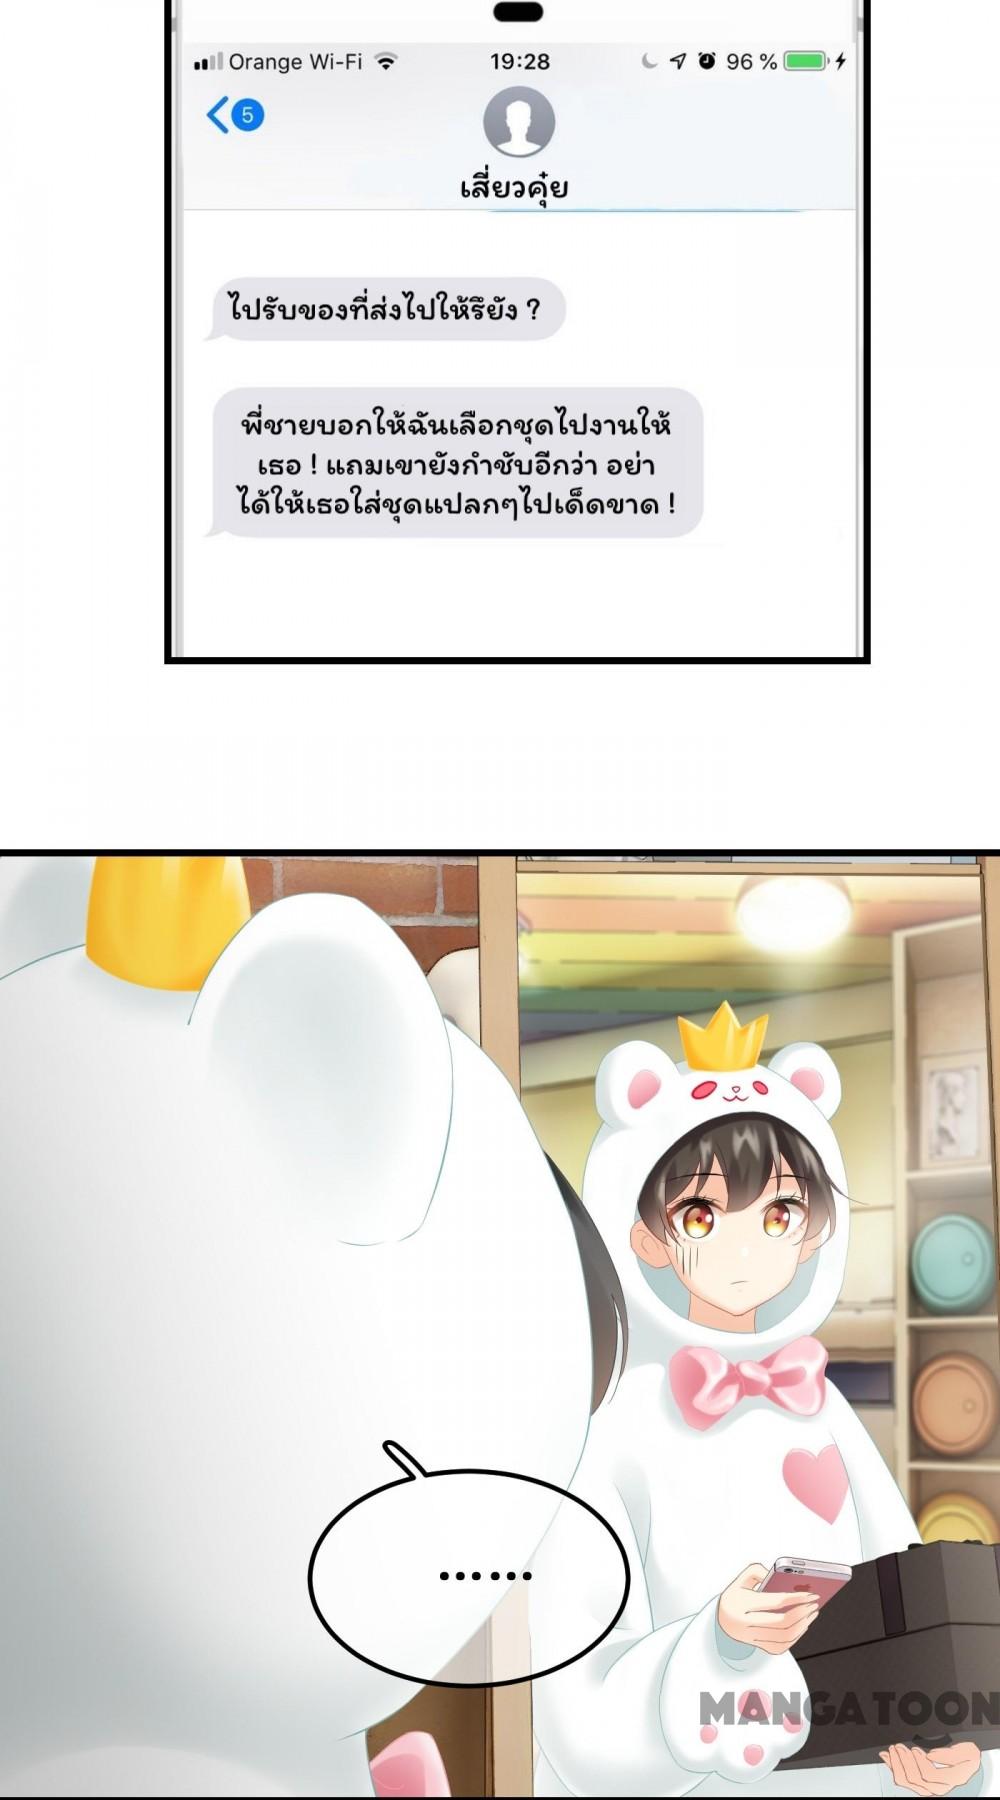 Orange Wi-Fi 19:28 96 %
5
เสี่ยวคุ๋ย
ไปรับของที่ส่งไปให้รึยัง ?
พี่ชายบอกให้ฉันเลือกชุดไปงานให้
เธอ ! แถมเขายังกำชับอีกว่า อย่า
ได้ให้เธอใส่ชุดแปลกๆไปเด็ดขาด !
......
MANGATOON